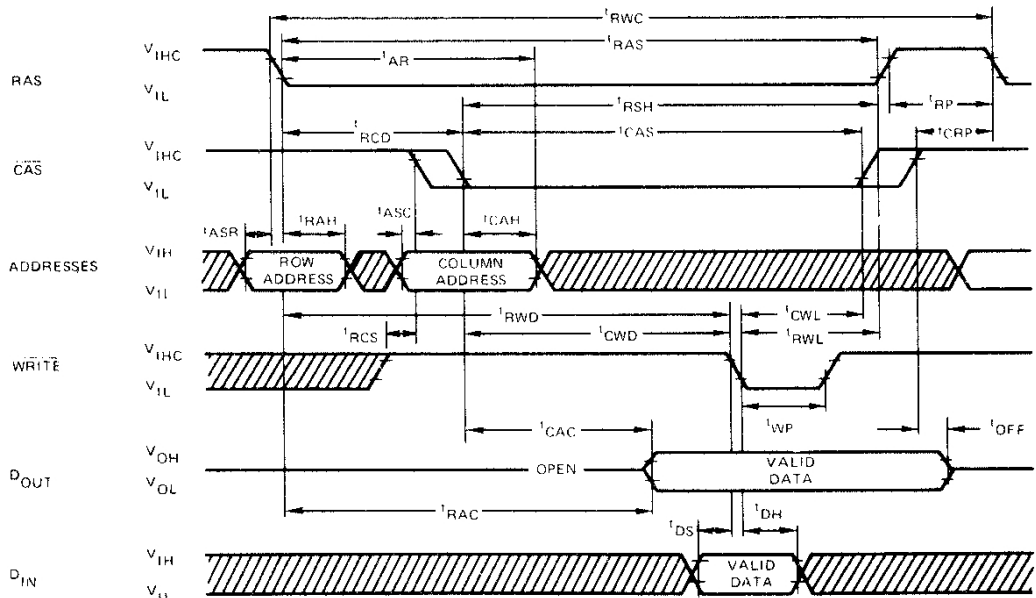 tRWC
tRAS
tAR
RAS
VIHC
VIL
tRSH
tRP
tRCD
tCAS
tCRP
CAS
VIHC
VIL
tASR
tRAH
tASC
tCAH
ADDRESSES
VIH
VIL
ROW
ADDRESS
COLUMN
ADDRESS
tRWD
tCWL
tRCS
tCWD
tRWL
WRITE
VIHC
VIL
tCAC
tWP
tOFF
DOUT
VOH
VOL
OPEN
VALID
DATA
tRAC
tDS
tDH
DIN
VIH
VIL
VALID
DATA